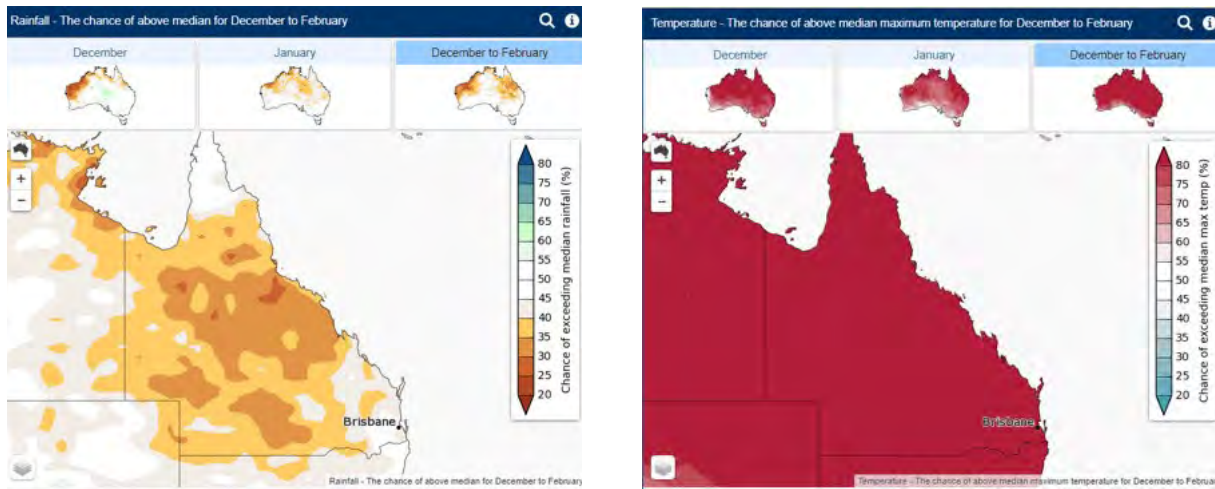 Rainfall - The chance of above median for December to February
December
January
December to February
+
−
80
75
70
65
60
55
50
45
40
35
30
25
20
Chance of exceeding median rainfall (%)
Brisbane
Rainfall - The chance of above median for December to February
Temperature - The chance of above median maximum temperature for December to February
December
January
December to February
+
−
80
75
70
65
60
55
50
45
40
35
30
25
20
Chance of exceeding median max temp (%)
Brisbane
Temperature - The chance of above median maximum temperature for December to Februar